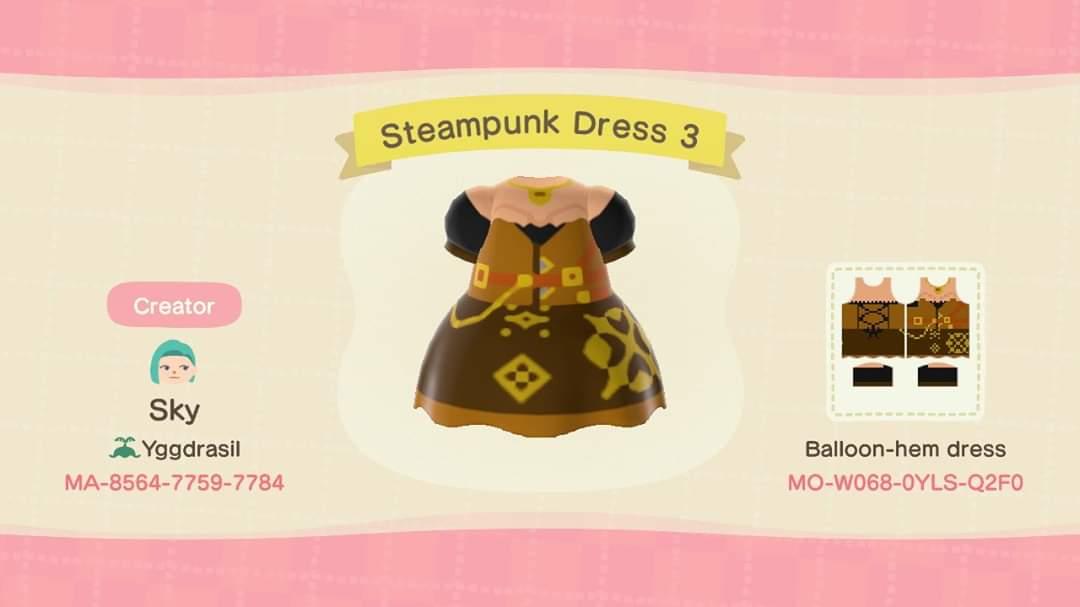 Steampunk Dress 3
Creator
Sky
Yggdrasil
MA-8564-7759-7784
Balloon-hem dress
MO-W068-0YLS-Q2F0